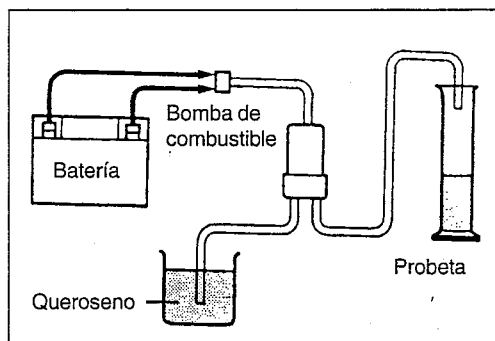 Bomba de
combustible
Batería
Queroseno
Probeta